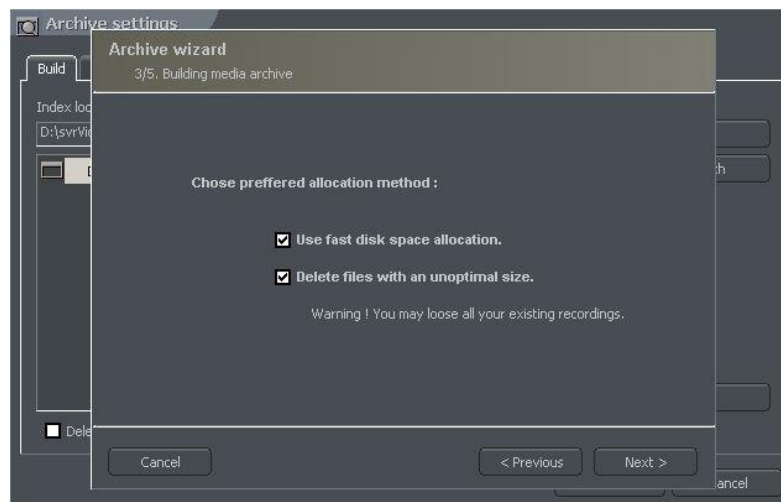 Archive settings
Archive wizard
3/5. Building media archive
Build
Index loc
D:\svrVid
th
Chose preffered allocation method :
Use fast disk space allocation.
Delete files with an unoptimal size.
Warning ! You may loose all your existing recordings.
Dele
Cancel
< Previous
Next >
ancel